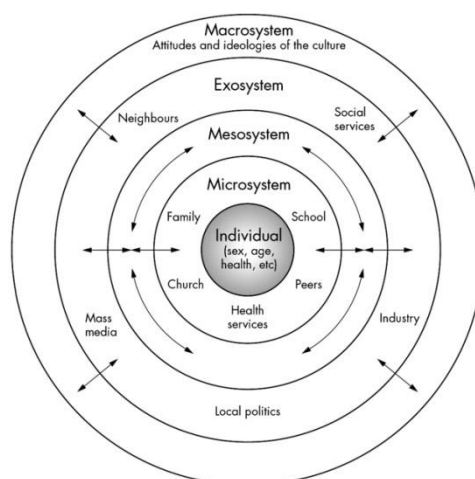 Macrosystem
Attitudes and ideologies of the culture
Exosystem
Neighbours
Social
services
Mesosystem
Microsystem
Family
School
Individual
(sex, age,
health, etc)
Church
Peers
Health
services
Mass
media
Industry
Local politics